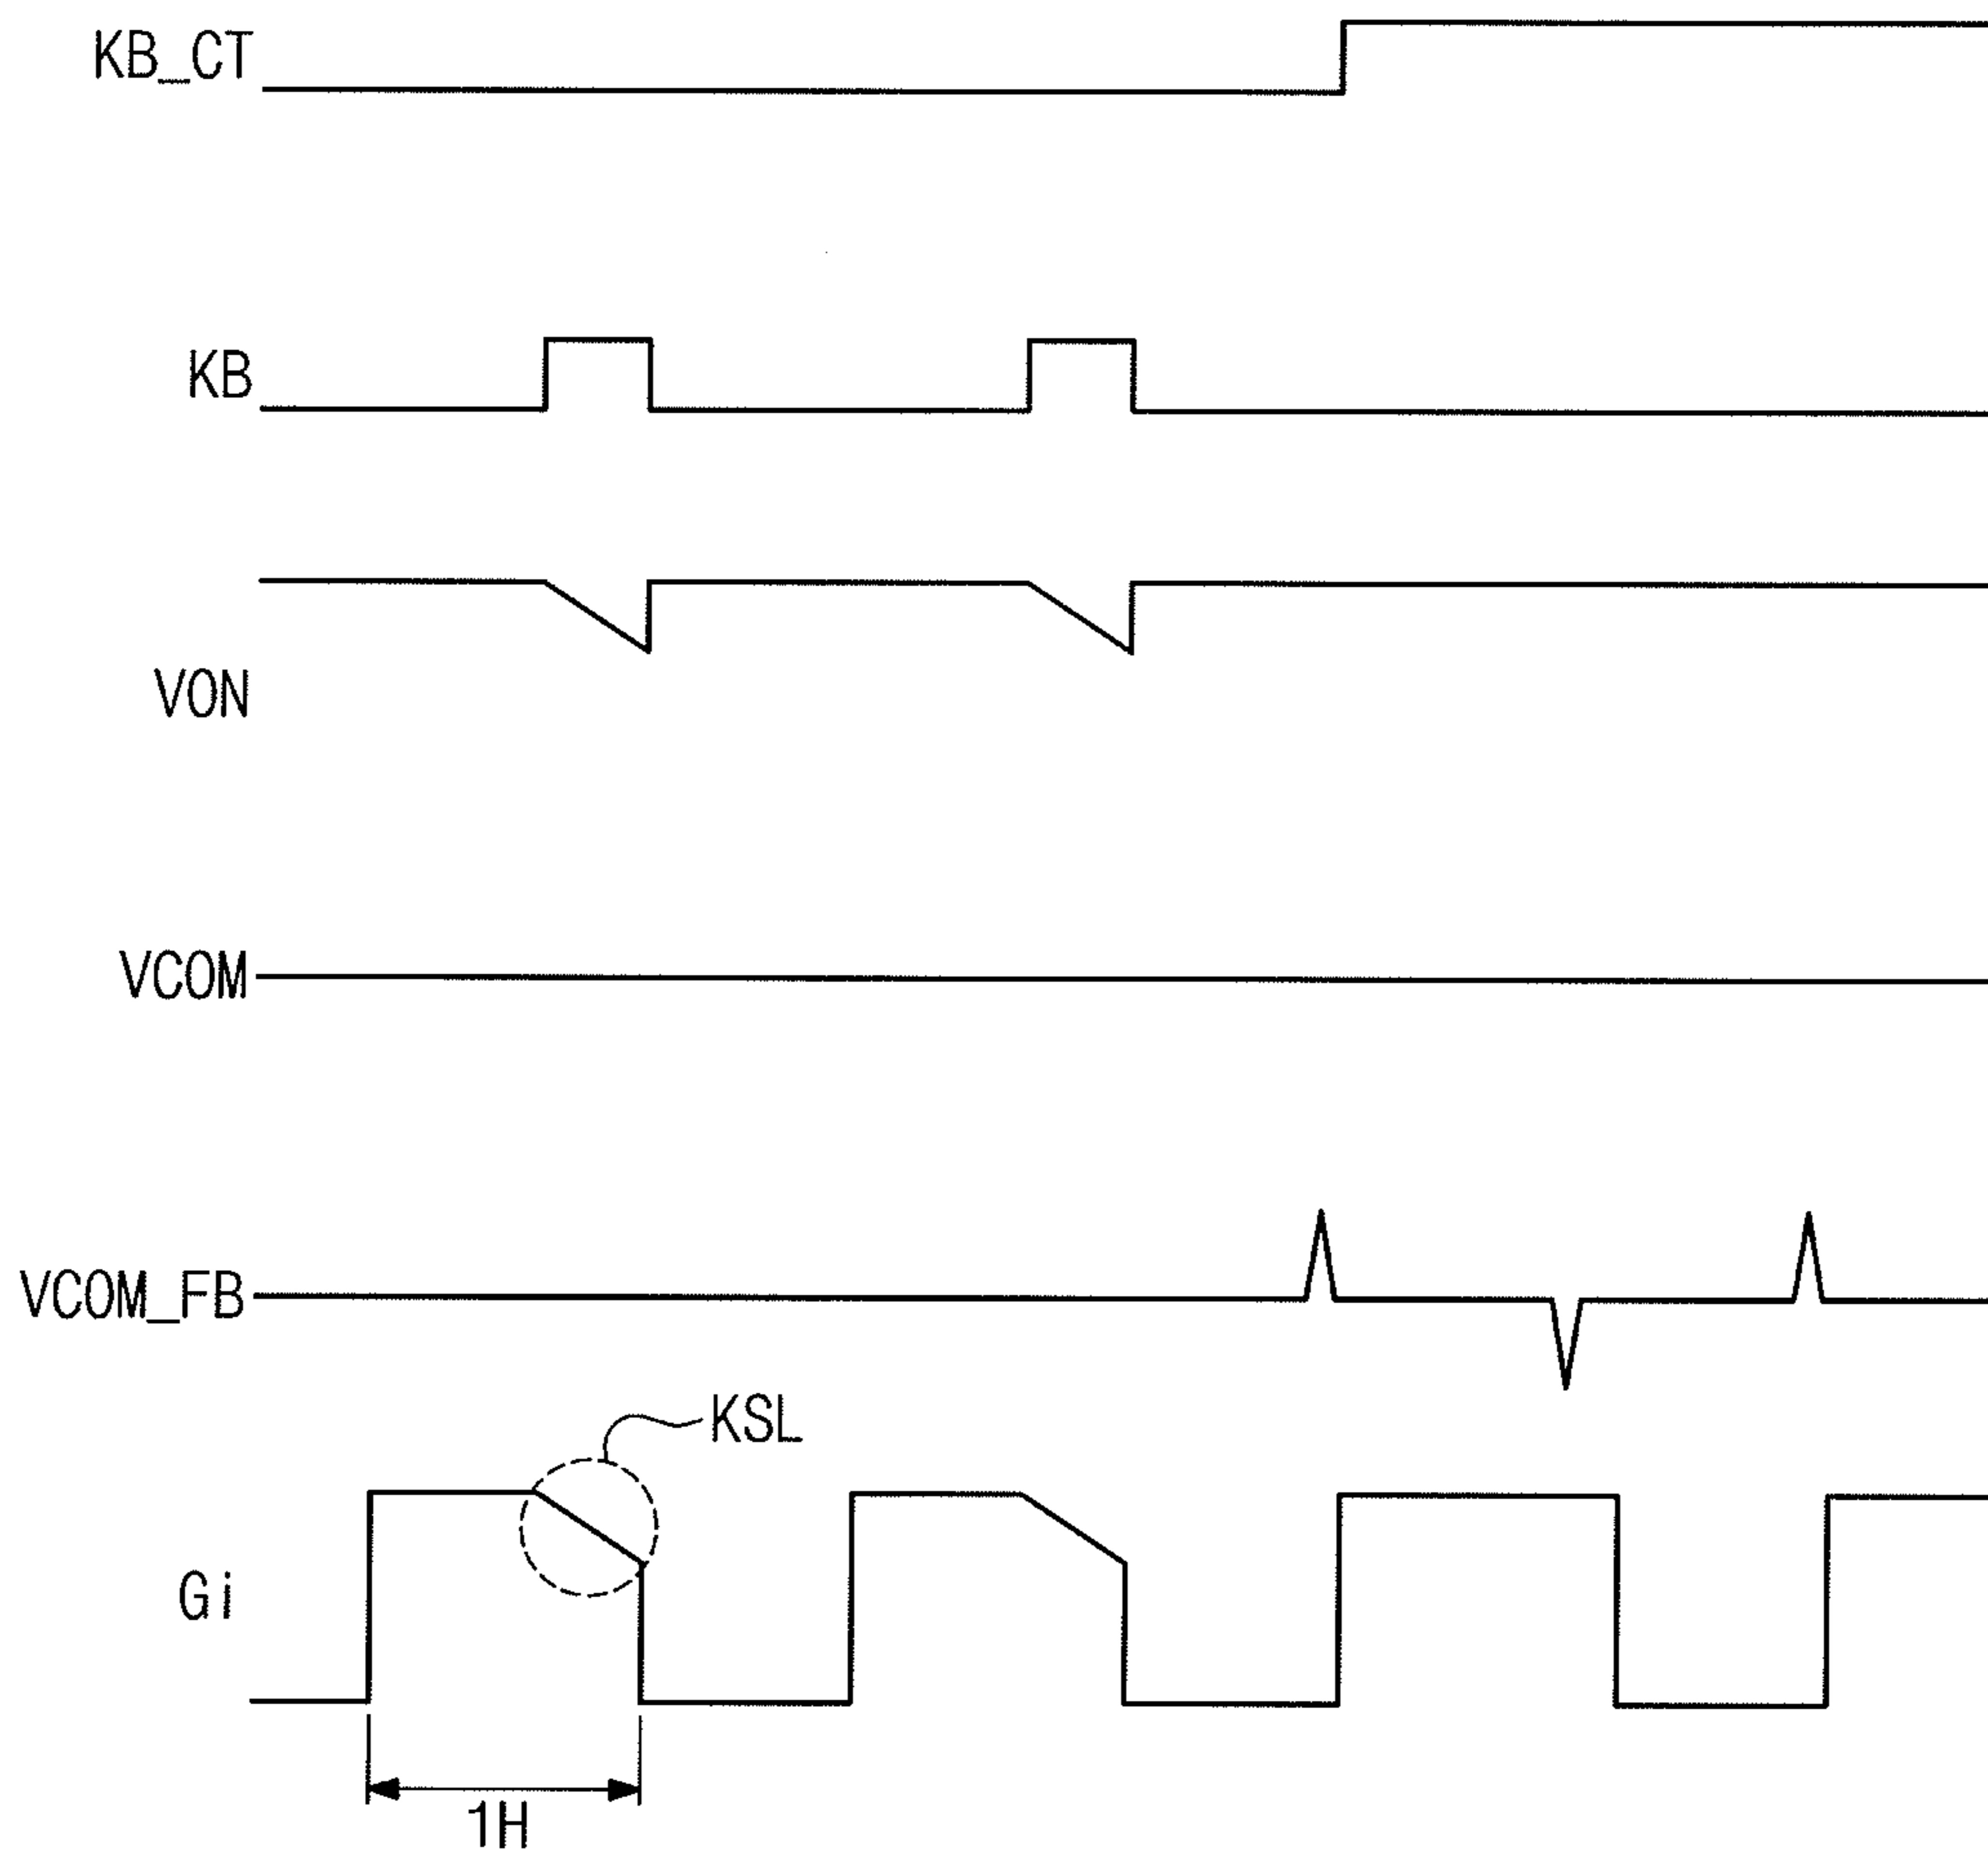 KB_CT
KB
VON
VCOM
VCOM_FB
KSL
Gi
1H